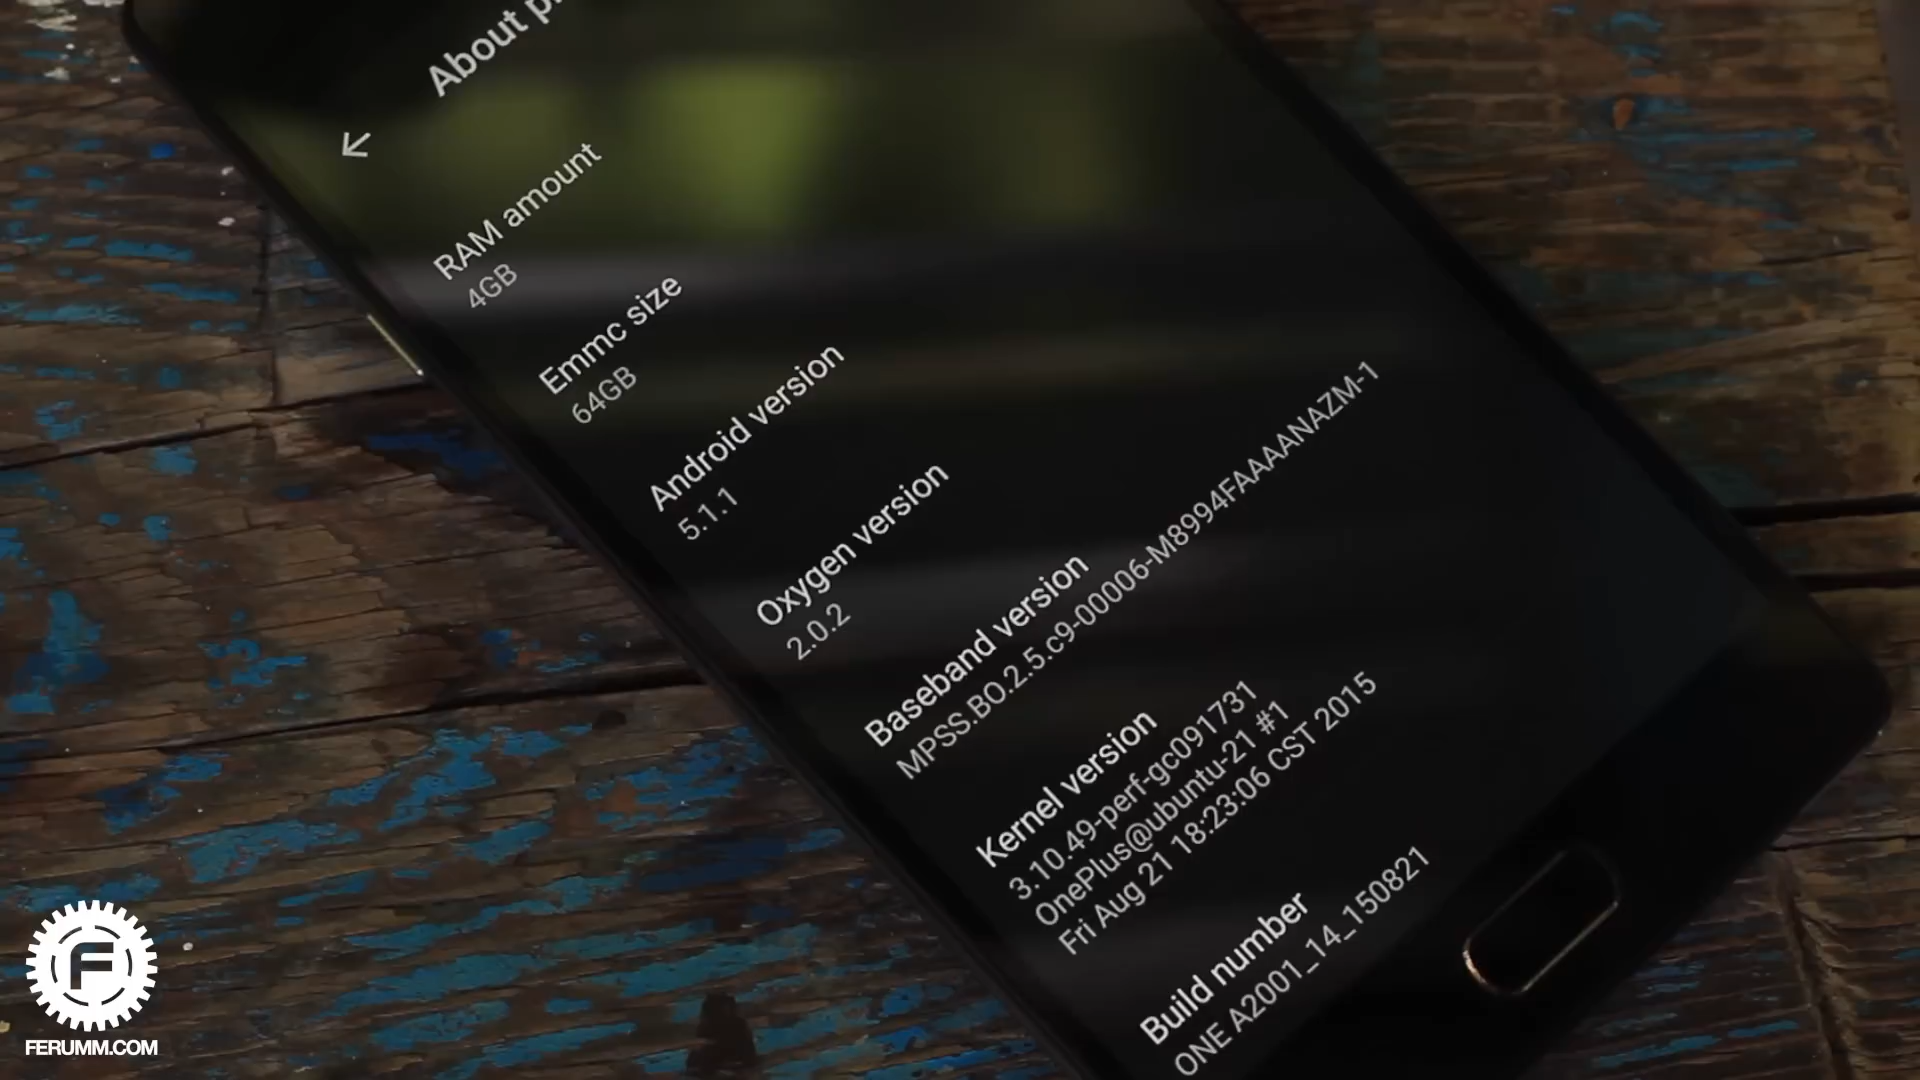 About
RAM amount
4GB
Emmc size
64GB
Android version
5.1.1
Oxygen version
2.0.2
Baseband version
MPSS.BO.2.5.c9-00006-M8994FAAAANAZM-1
Kernel version
3.10.49-perf-gc091731
OnePlus@ubuntu-21 #1
Fri Aug 21 18:23:06 CST 2015
Build number
ONE A2001_14_150821
F
FERUMM.COM